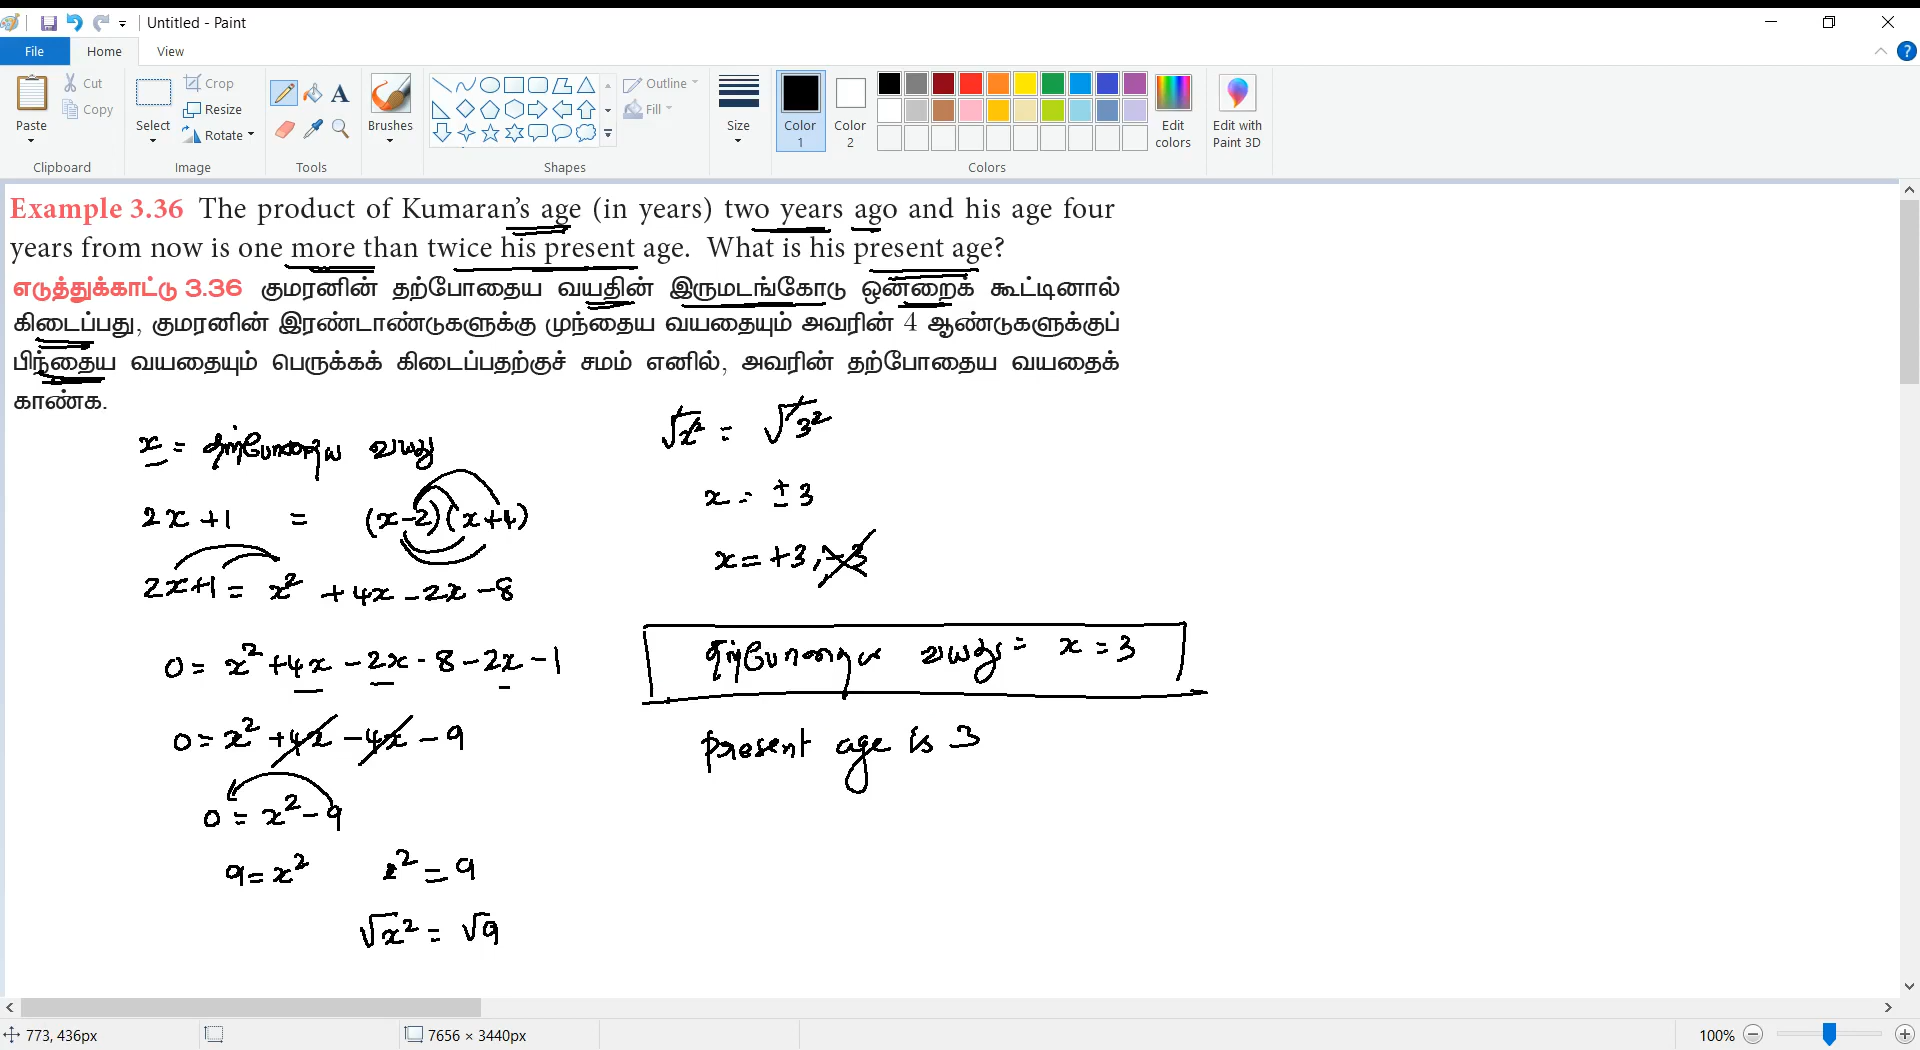 Untitled - Paint
File Home View
Cut
Copy
Paste
Clipboard
Select
Crop
Resize
Rotate
Image
Tools
Brushes
Shapes
Outline
Fill
Size
Color 1
Color 2
Colors
Edit colors
Edit with Paint 3D
Example 3.36 The product of Kumaran's age (in years) two years ago and his age four
years from now is one more than twice his present age. What is his present age?
எடுத்துக்காட்டு 3.36 குமரனின் தற்போதைய வயதின் இருமடங்கோடு ஒன்றைக் கூட்டினால்
கிடைப்பது, குமரனின் இரண்டாண்டுகளுக்கு முந்தைய வயதையும் அவரின் 4 ஆண்டுகளுக்குப்
பிந்தைய வயதையும் பெருக்கக் கிடைப்பதற்குச் சமம் எனில், அவரின் தற்போதைய வயதைக்
காண்க.
x = தற்போதைய வயது
2x+1 = (x-2)(x+4)
2x+1 = x² +4x -2x -8
0 = x² +4x -2x -8 -2x -1
0 = x² +4x -4x -9
0 = x² -9
9 = x² x² = 9
√x² = √9
√x² = √3²
x = ±3
x = +3, -3
தற்போதைய வயது = x = 3
Present age is 3
773, 436px
7656 × 3440px
100%